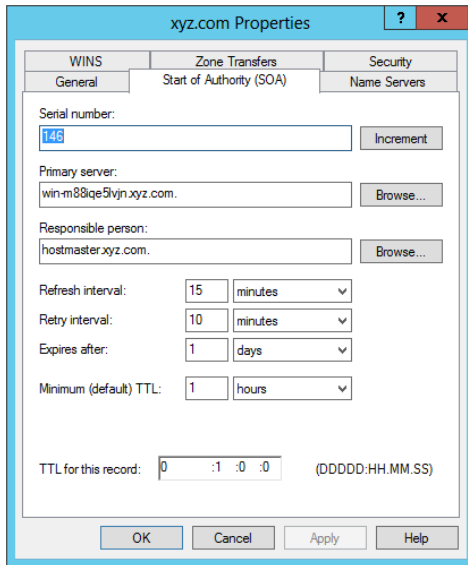 xyz.com Properties
? x
WINS Zone Transfers Security
General Start of Authority (SOA) Name Servers
Serial number:
146 Increment
Primary server:
win-m88iqe5lvjn.xyz.com. Browse...
Responsible person:
hostmaster.xyz.com. Browse...
Refresh interval: 15 minutes
Retry interval: 10 minutes
Expires after: 1 days
Minimum (default) TTL: 1 hours
TTL for this record: 0 :1 :0 :0 (DDDDD:HH.MM.SS)
OK Cancel Apply Help